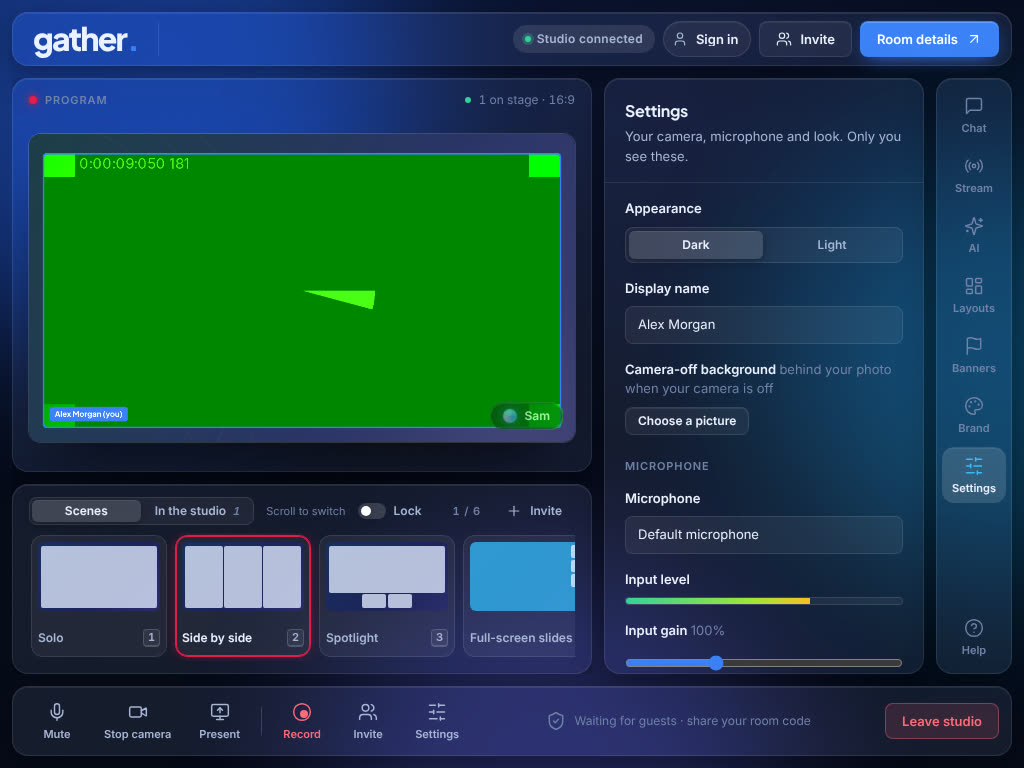 gather.
Studio connected
Sign in
Invite
Room details
PROGRAM
1 on stage · 16:9
0:00:09:050 181
Alex Morgan (you)
Sam
Scenes
In the studio 1
Scroll to switch
Lock
1 / 6
Invite
Solo 1
Side by side 2
Spotlight 3
Full-screen slides
Settings
Your camera, microphone and look. Only you
see these.
Appearance
Dark
Light
Display name
Alex Morgan
Camera-off background behind your photo
when your camera is off
Choose a picture
MICROPHONE
Microphone
Default microphone
Input level
Input gain 100%
Chat
Stream
AI
Layouts
Banners
Brand
Settings
Help
Mute
Stop camera
Present
Record
Invite
Settings
Waiting for guests · share your room code
Leave studio